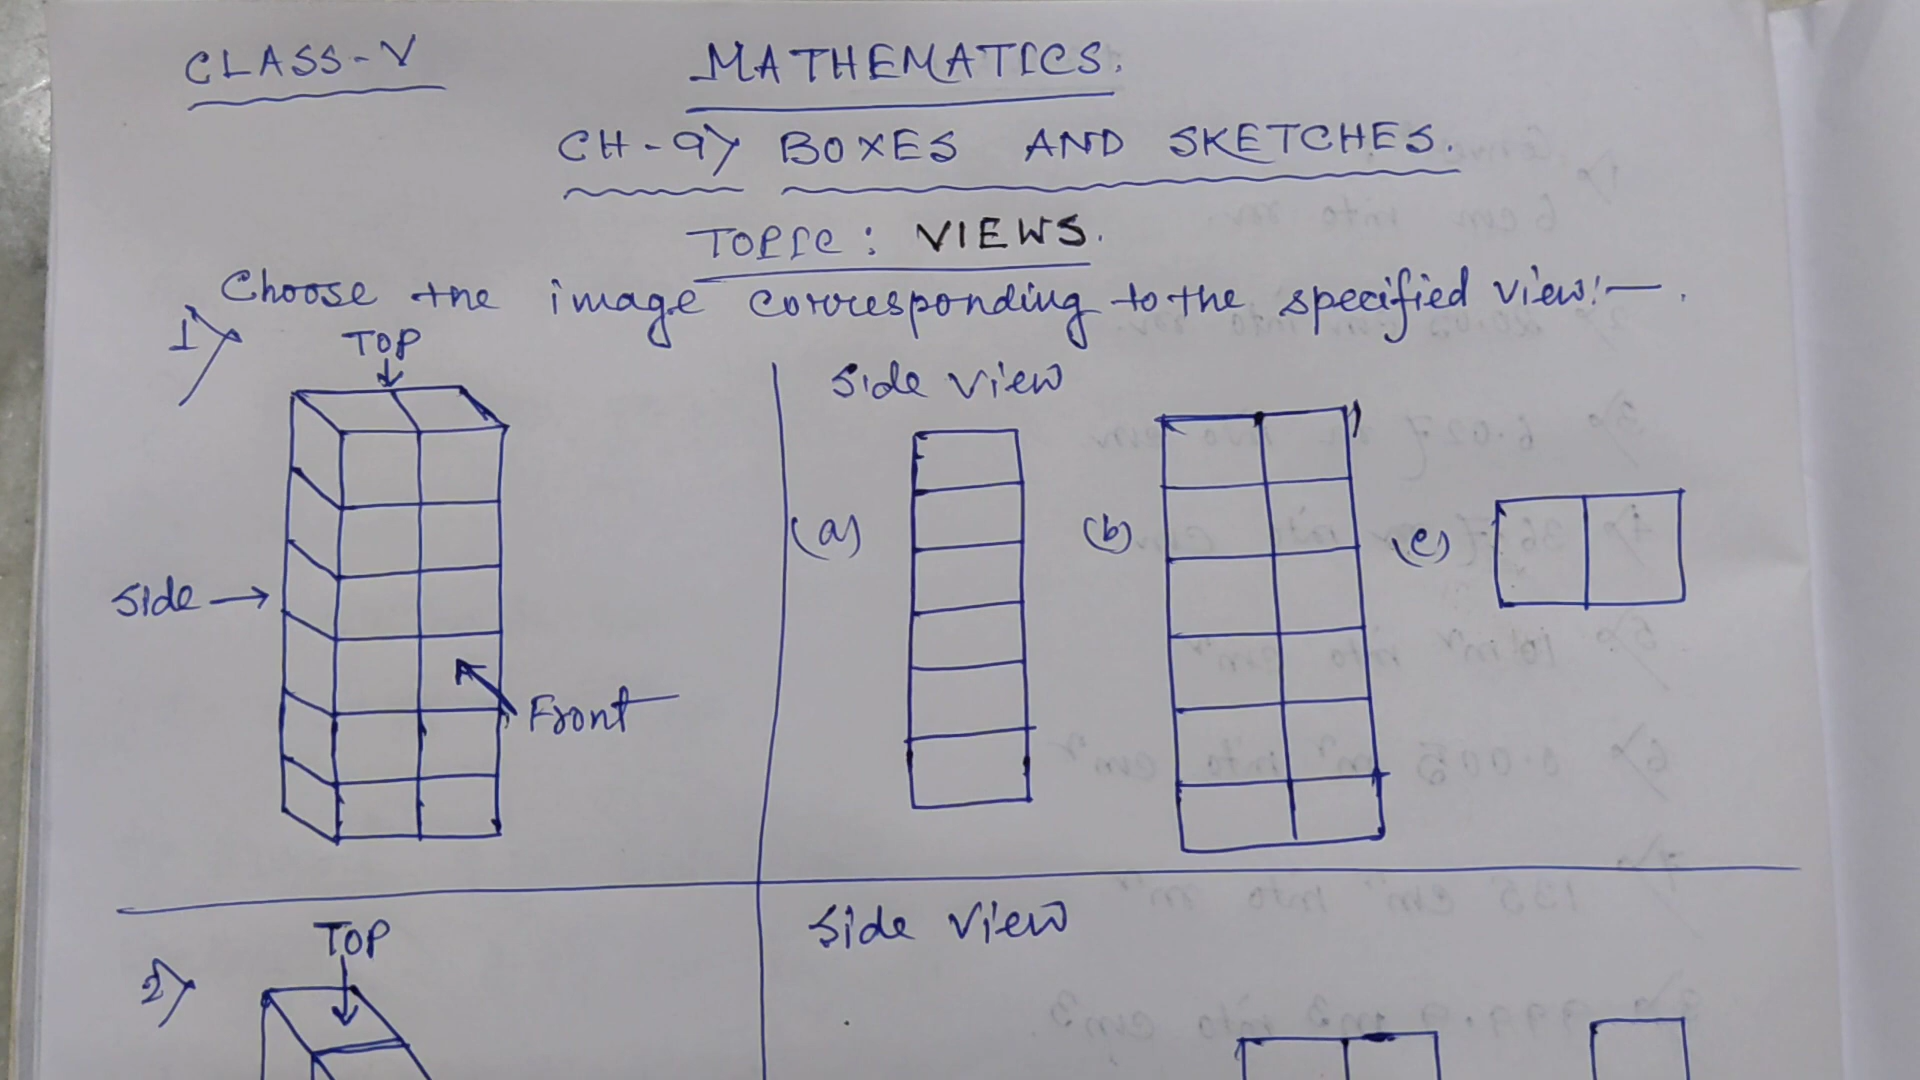 CLASS-V
MATHEMATICS.
CH-9) BOXES AND SKETCHES.
TOPIC: VIEWS.
Choose the image corresponding to the specified view:—.
1)
TOP
Side →
Front
Side view
(a)
(b)
(c)
2)
TOP
Side view